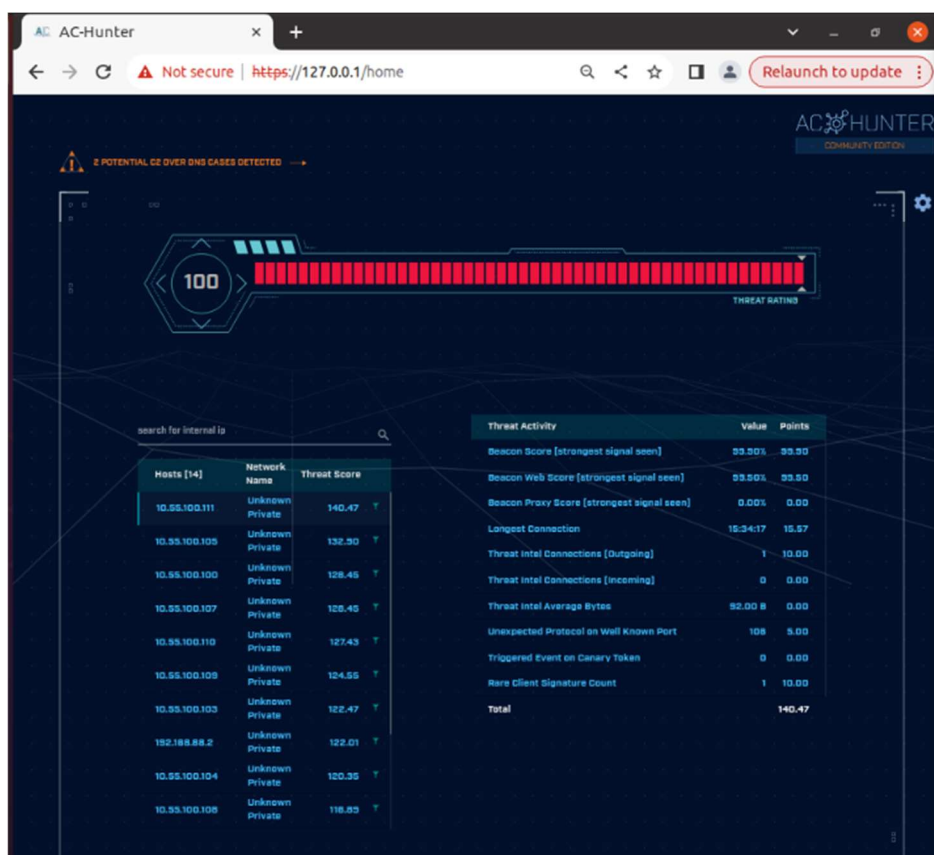 AC AC-Hunter
Not secure https://127.0.0.1/home Relaunch to update
AC HUNTER
COMMUNITY EDITION
2 POTENTIAL C2 OVER DNS CASES DETECTED
100
THREAT RATING
search for internal ip
Hosts [14] Network Name Threat Score
10.55.100.111 Unknown Private 140.47
10.55.100.105 Unknown Private 132.90
10.55.100.100 Unknown Private 128.45
10.55.100.107 Unknown Private 128.45
10.55.100.110 Unknown Private 127.43
10.55.100.109 Unknown Private 124.55
10.55.100.103 Unknown Private 122.47
192.168.88.2 Unknown Private 122.01
10.55.100.104 Unknown Private 120.35
10.55.100.108 Unknown Private 118.89
Threat Activity Value Points
Beacon Score [strongest signal seen] 99.90% 99.90
Beacon Web Score [strongest signal seen] 99.50% 99.50
Beacon Proxy Score [strongest signal seen] 0.00% 0.00
Longest Connection 15:34:17 15.57
Threat Intel Connections [Outgoing] 1 10.00
Threat Intel Connections [Incoming] 0 0.00
Threat Intel Average Bytes 92.00 B 0.00
Unexpected Protocol on Well Known Port 108 5.00
Triggered Event on Canary Token 0 0.00
Rare Client Signature Count 1 10.00
Total 140.47